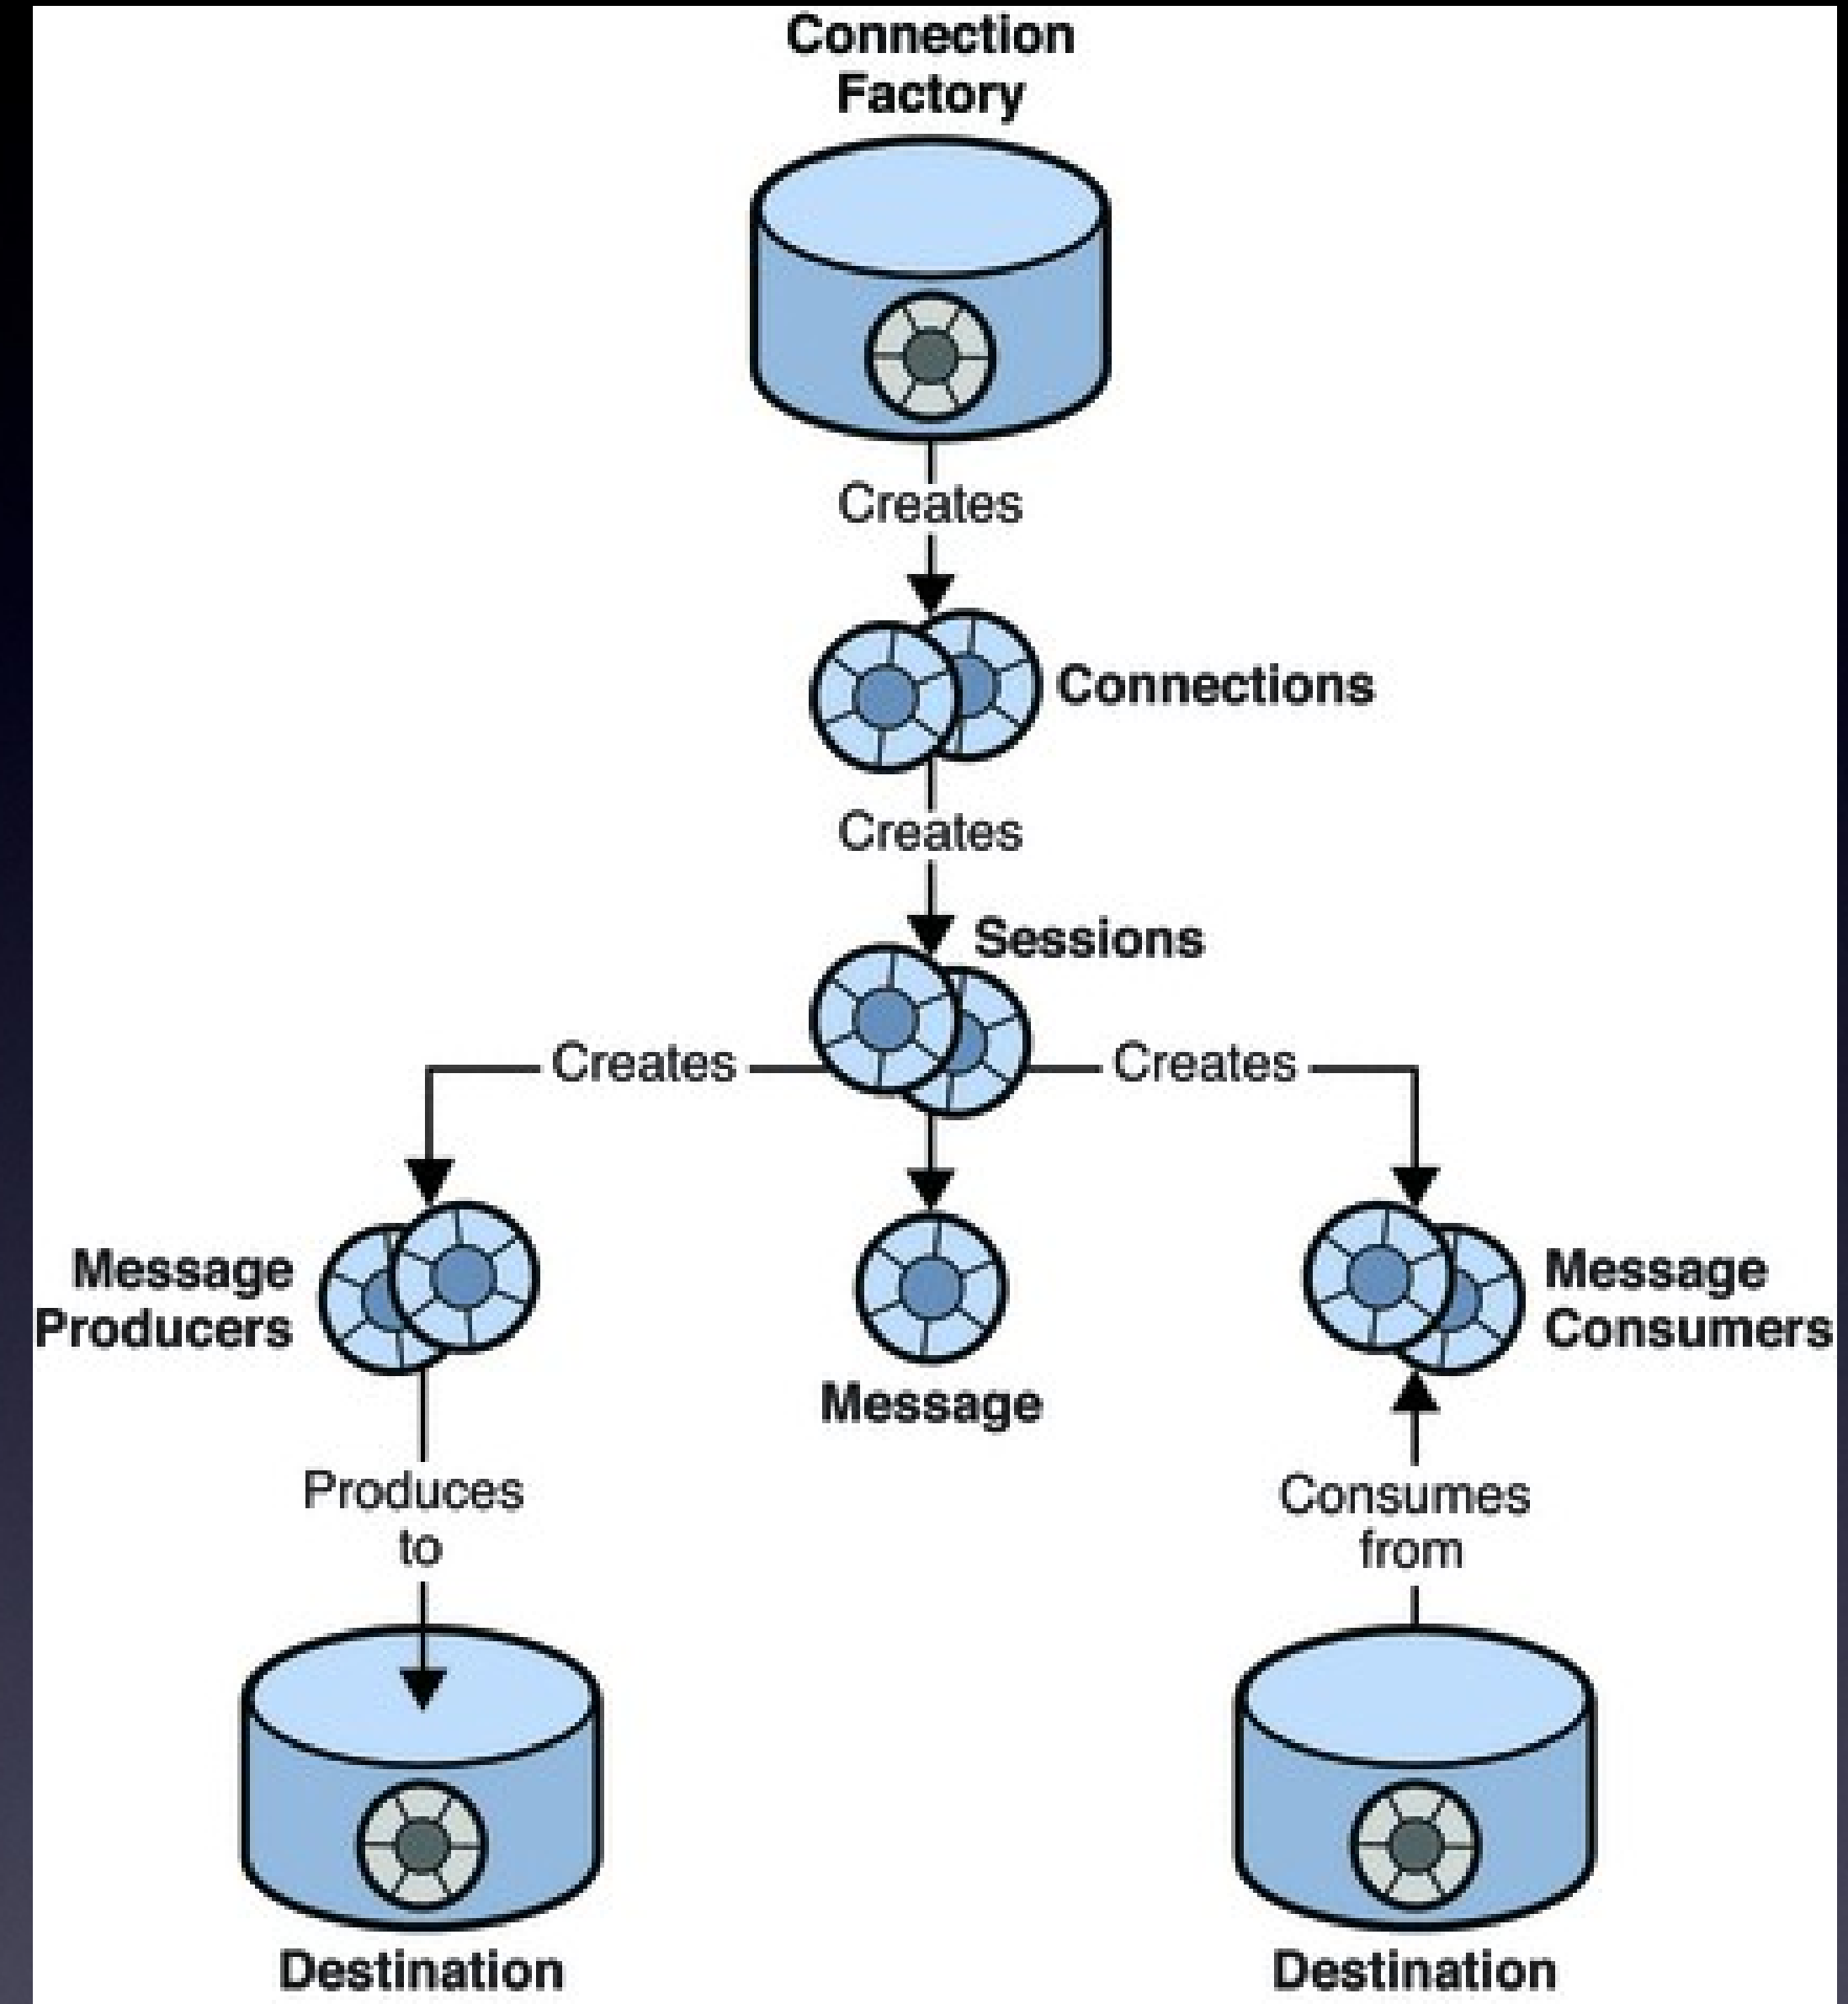 Connection
Factory
Creates
Connections
Creates
Sessions
Creates
Creates
Message
Producers
Message
Message
Consumers
Produces
to
Consumes
from
Destination
Destination